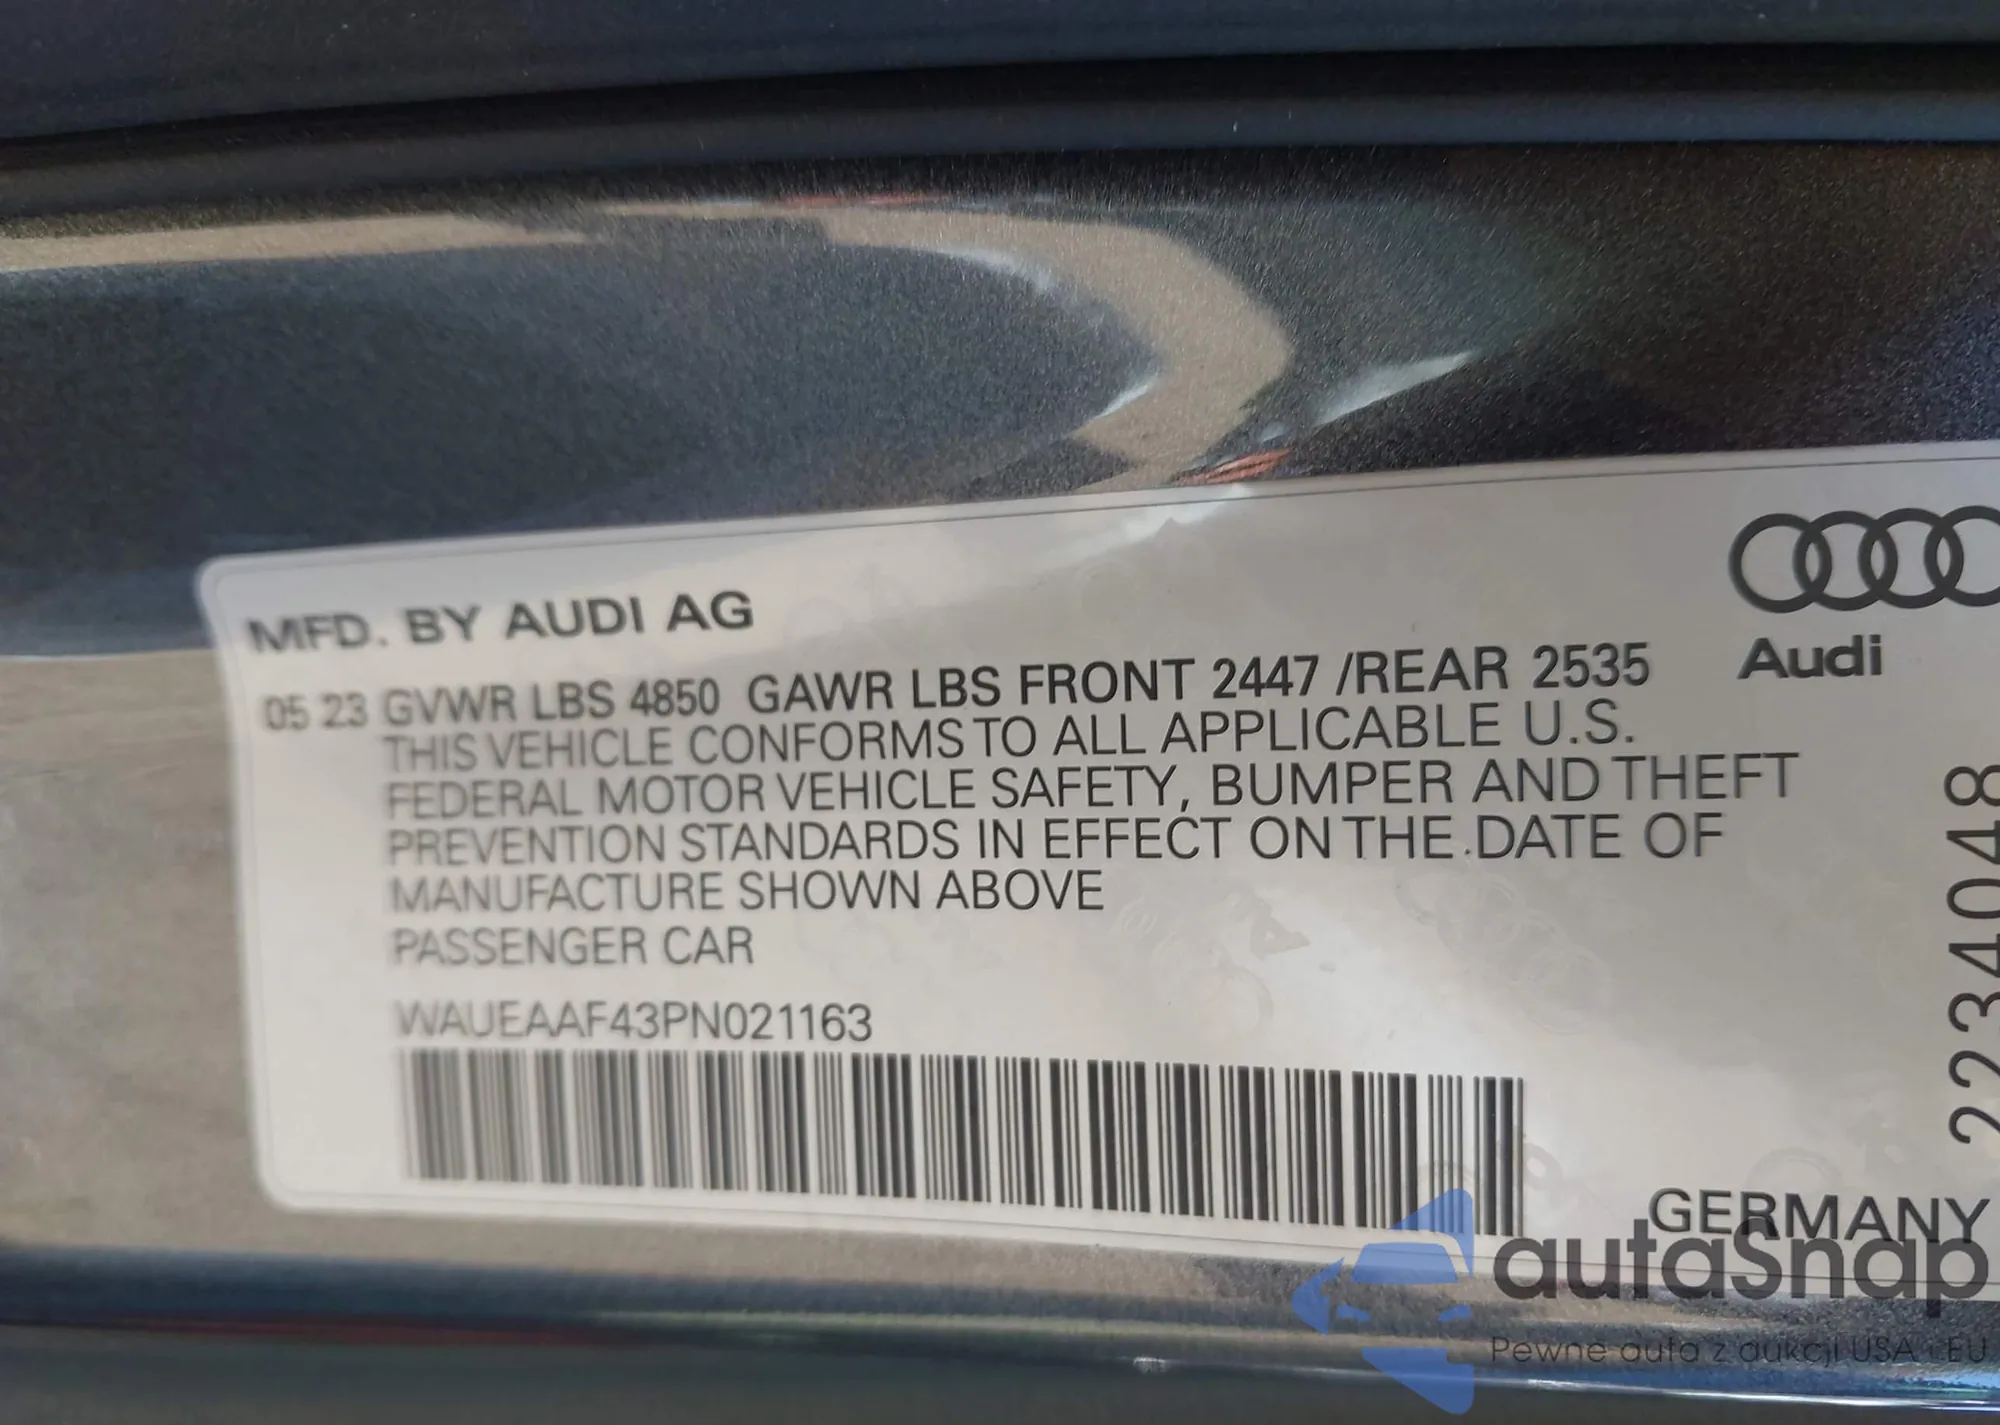 MFD. BY AUDI AG
05 23 GVWR LBS 4850 GAWR LBS FRONT 2447 /REAR 2535
THIS VEHICLE CONFORMS TO ALL APPLICABLE U.S.
FEDERAL MOTOR VEHICLE SAFETY, BUMPER AND THEFT
PREVENTION STANDARDS IN EFFECT ON THE DATE OF
MANUFACTURE SHOWN ABOVE
PASSENGER CAR
WAUEAAF43PN021163
Audi
2234048
GERMANY
autaSnap
Pewne auta z aukcji USA i EU